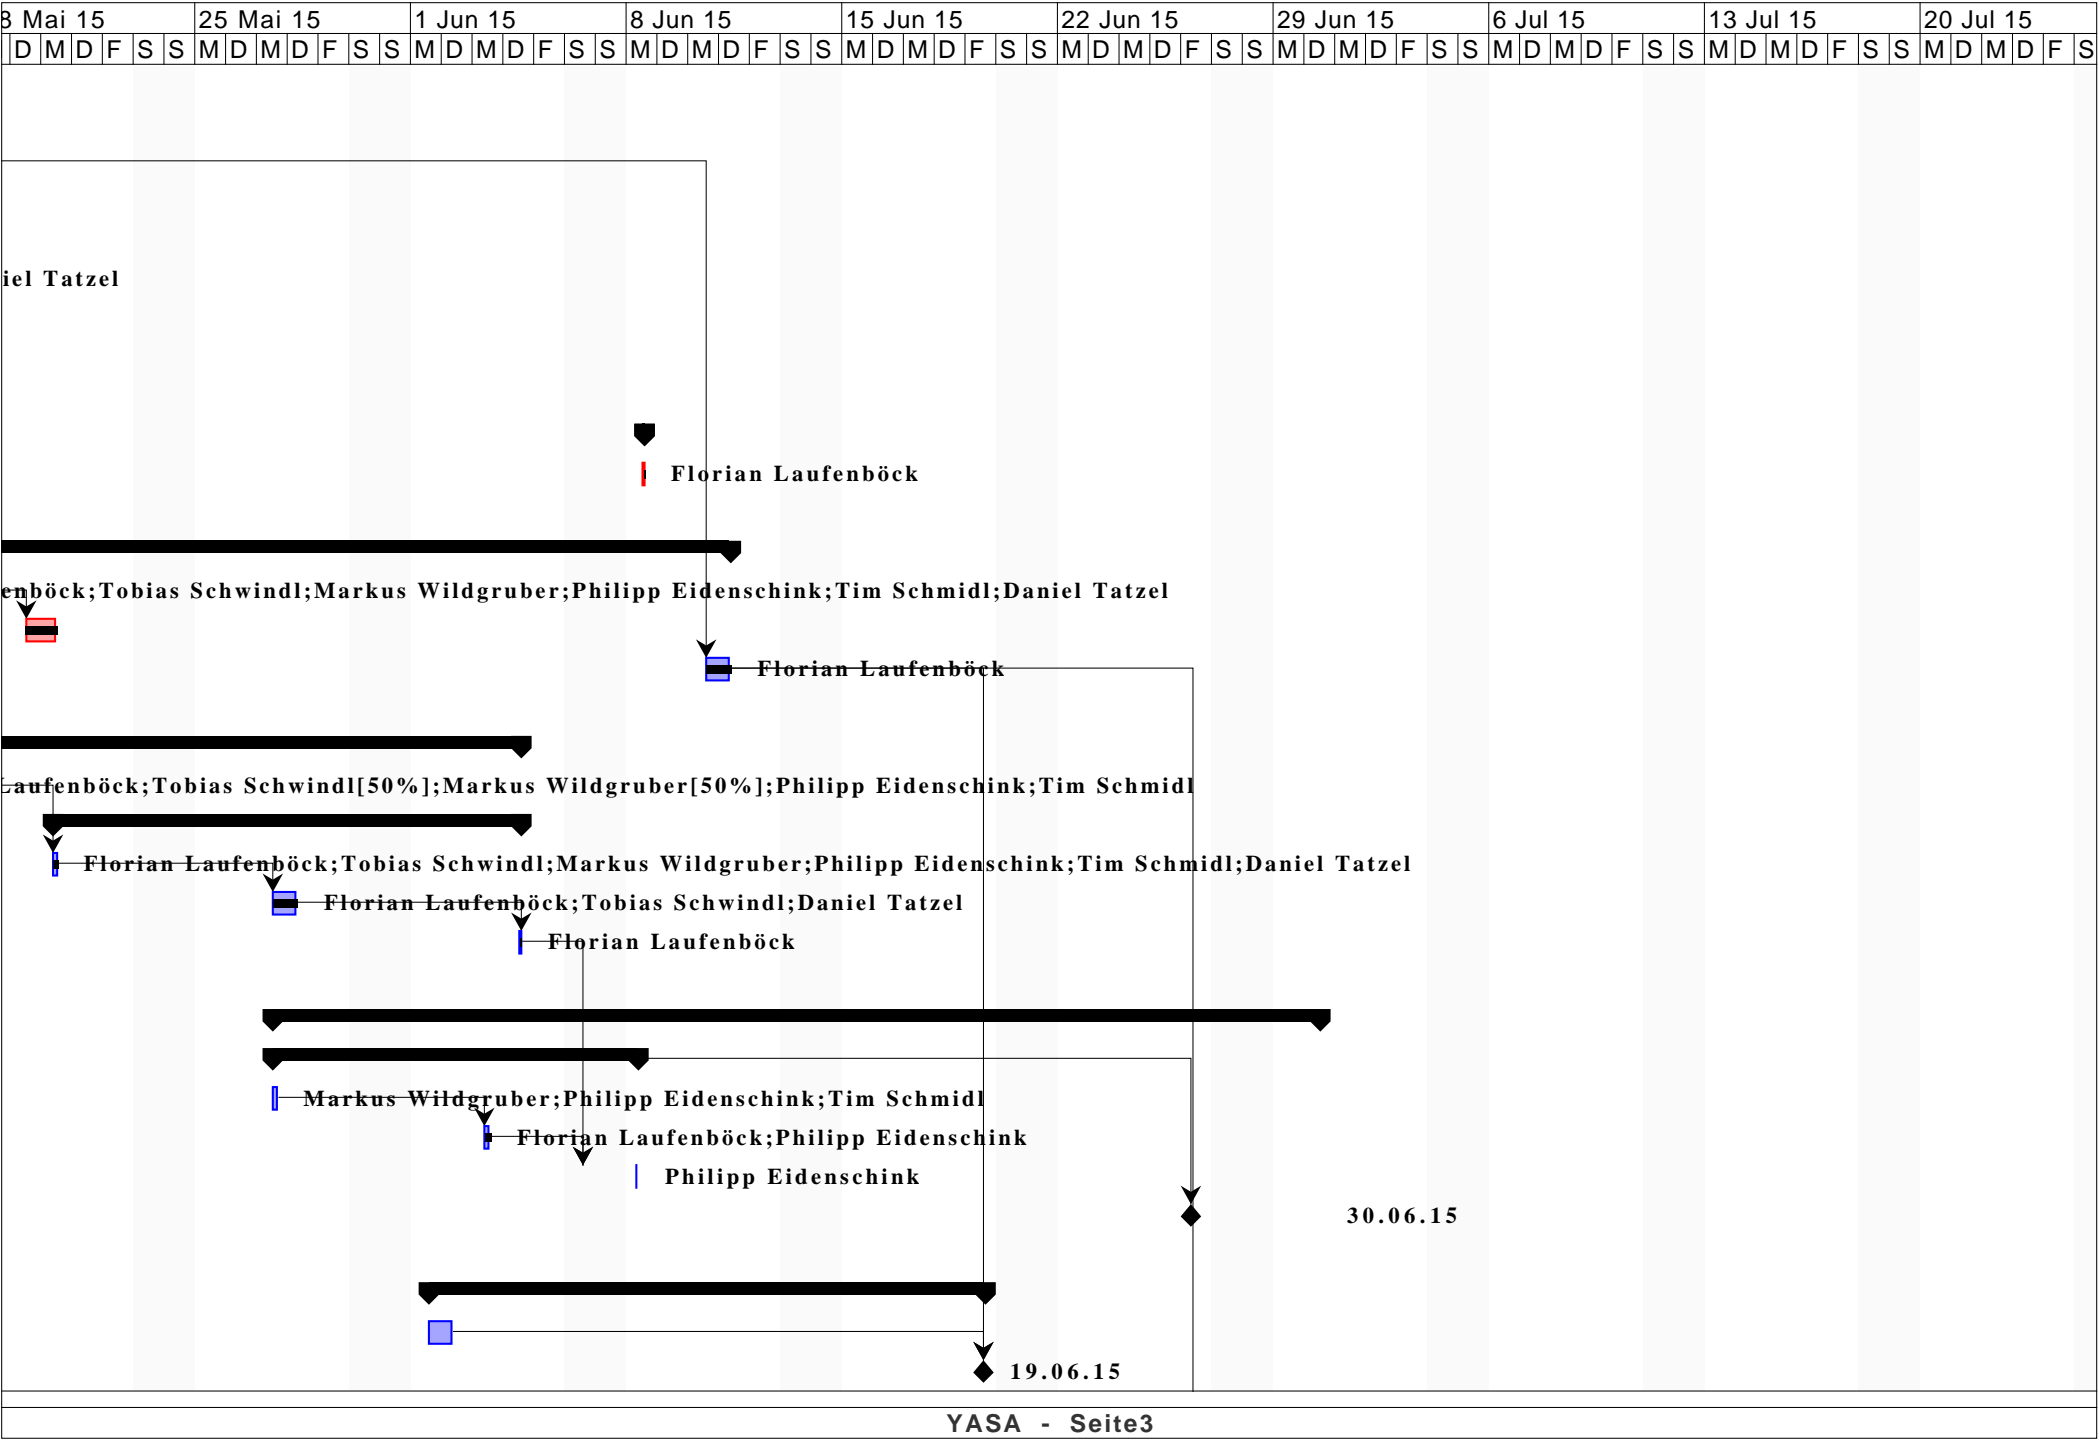 8 Mai 15 25 Mai 15 1 Jun 15 8 Jun 15 15 Jun 15 22 Jun 15 29 Jun 15 6 Jul 15 13 Jul 15 20 Jul 15
D M D F S S M D M D F S S M D M D F S S M D M D F S S M D M D F S S M D M D F S S M D M D F S S M D M D F S S M D M D F S S M D M D F S
iel Tatzel
Florian Laufenböck
enböck;Tobias Schwindl;Markus Wildgruber;Philipp Eidenschink;Tim Schmidl;Daniel Tatzel
Florian Laufenböck
Laufenböck;Tobias Schwindl[50%];Markus Wildgruber[50%];Philipp Eidenschink;Tim Schmidl
Florian Laufenböck;Tobias Schwindl;Markus Wildgruber;Philipp Eidenschink;Tim Schmidl;Daniel Tatzel
Florian Laufenböck;Tobias Schwindl;Daniel Tatzel
Florian Laufenböck
Markus Wildgruber;Philipp Eidenschink;Tim Schmidl
Florian Laufenböck;Philipp Eidenschink
Philipp Eidenschink
30.06.15
19.06.15
YASA - Seite3